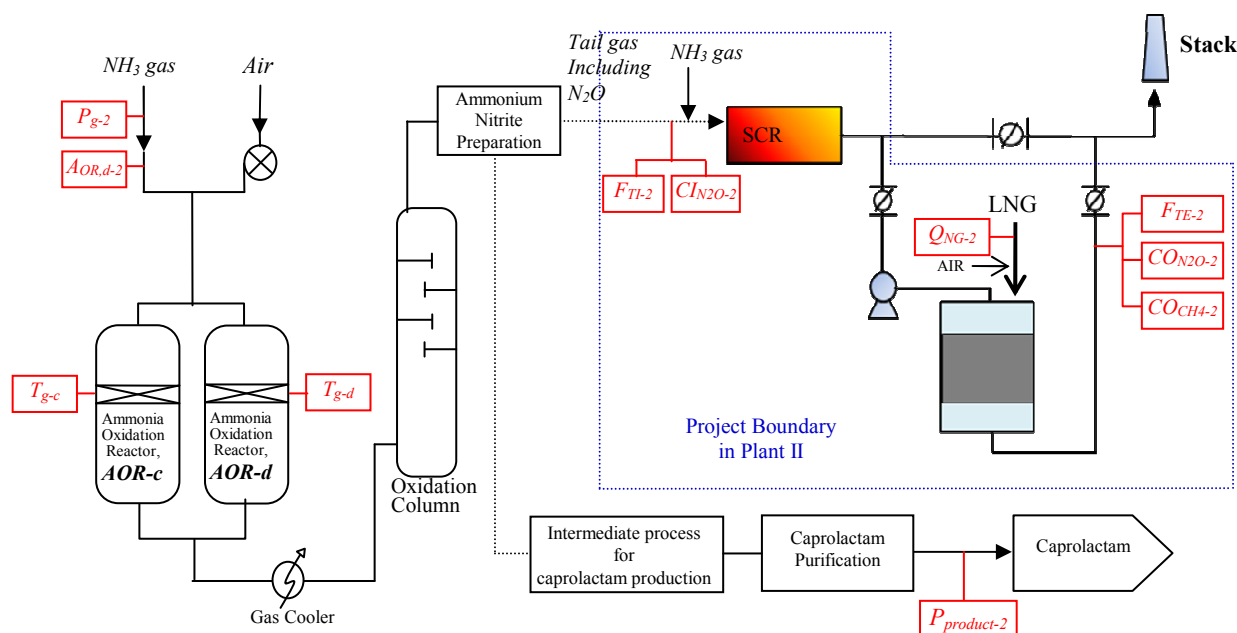 Tail gas
Including
N2O
NH3 gas
Air
NH3 gas
Stack
Pg-2
AOR,d-2
Ammonium
Nitrite
Preparation
SCR
FTI-2
CIN2O-2
LNG
QNG-2
AIR
FTE-2
CON2O-2
COCH4-2
Tg-c
Tg-d
Ammonia
Oxidation
Reactor,
AOR-c
Ammonia
Oxidation
Reactor,
AOR-d
Project Boundary
in Plant II
Oxidation
Column
Gas Cooler
Intermediate process
for
caprolactam production
Caprolactam
Purification
Caprolactam
Pproduct-2